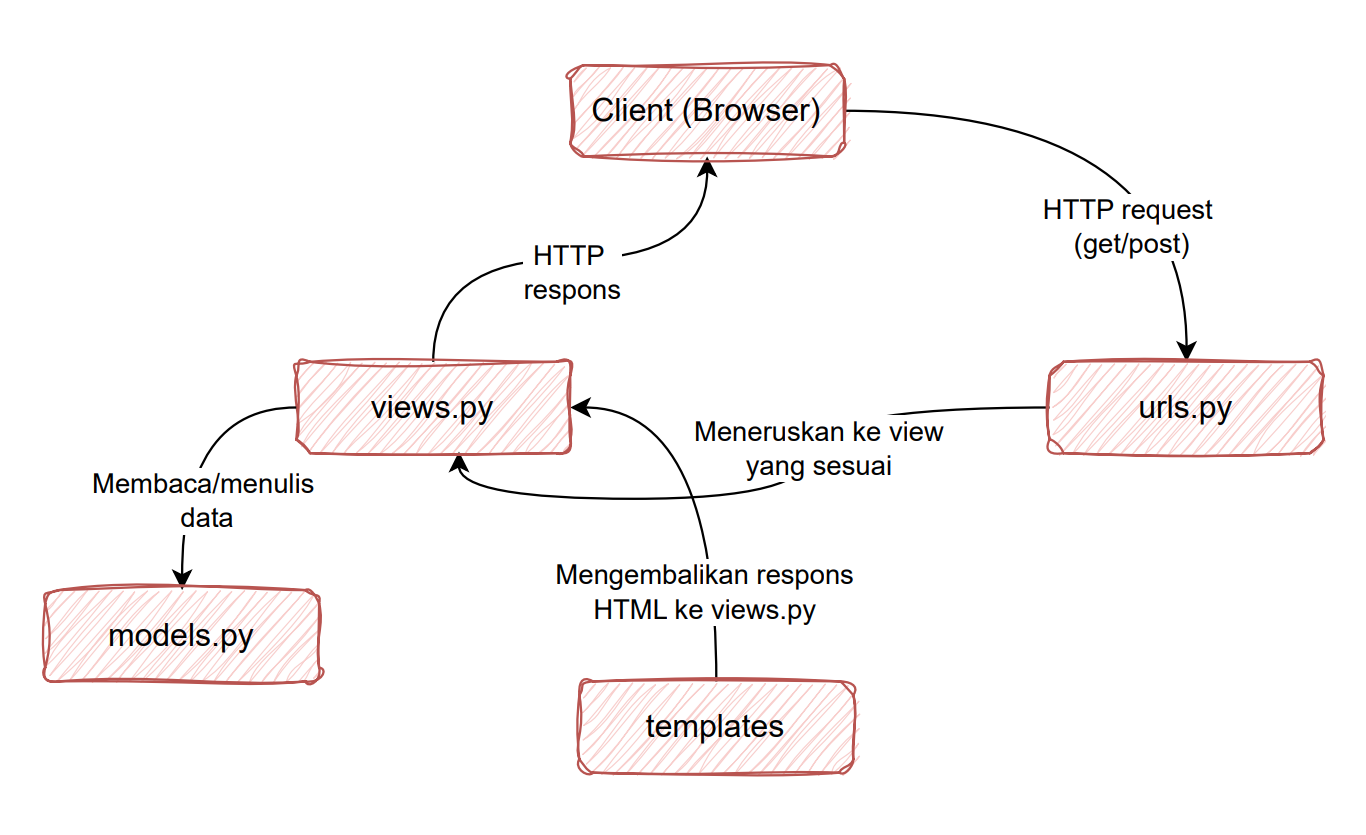 Client (Browser)
HTTP request
(get/post)
HTTP
respons
views.py
urls.py
Meneruskan ke view
yang sesuai
Membaca/menulis
data
Mengembalikan respons
HTML ke views.py
models.py
templates